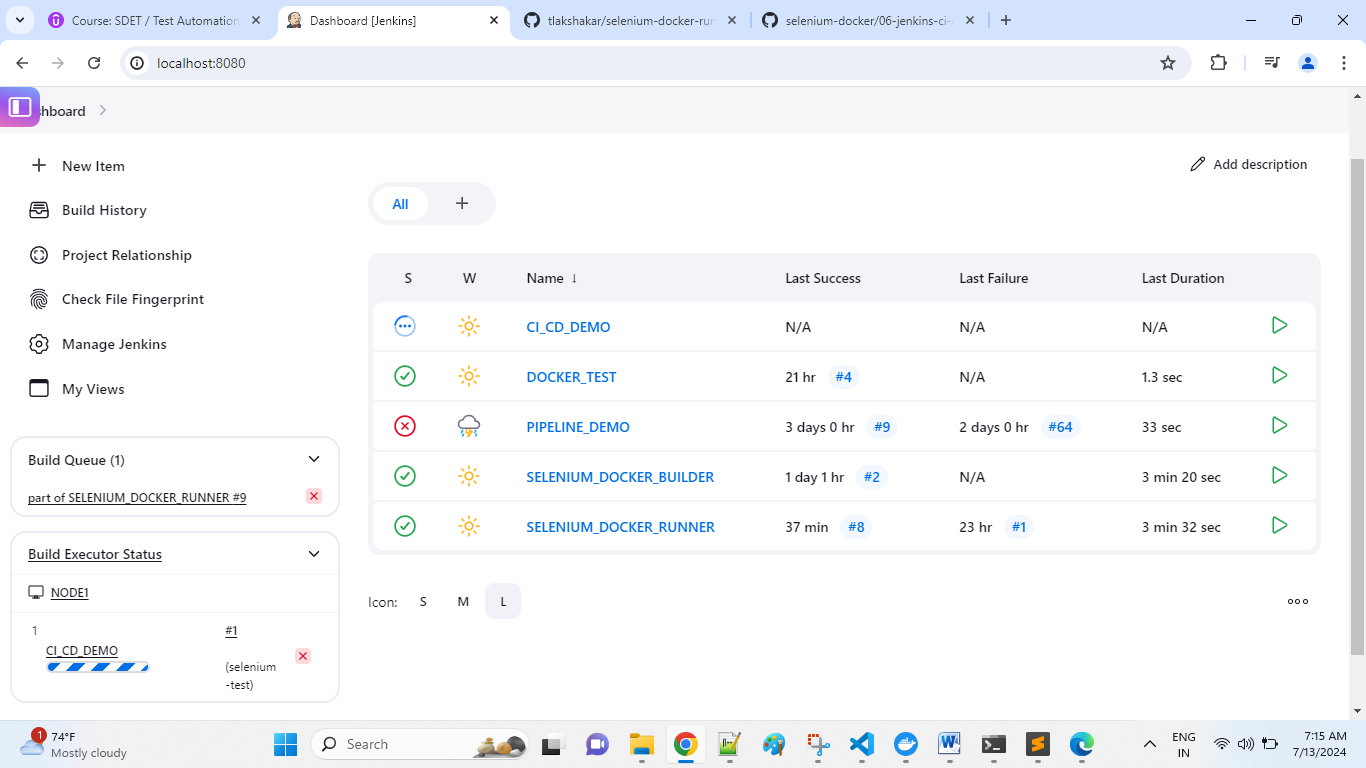 Course: SDET / Test Automation
Dashboard [Jenkins]
tlakshakar/selenium-docker-run
selenium-docker/06-jenkins-ci-
localhost:8080
shboard
New Item
Build History
Project Relationship
Check File Fingerprint
Manage Jenkins
My Views
Add description
All
S W Name ↓ Last Success Last Failure Last Duration
CI_CD_DEMO N/A N/A N/A
DOCKER_TEST 21 hr #4 N/A 1.3 sec
PIPELINE_DEMO 3 days 0 hr #9 2 days 0 hr #64 33 sec
SELENIUM_DOCKER_BUILDER 1 day 1 hr #2 N/A 3 min 20 sec
SELENIUM_DOCKER_RUNNER 37 min #8 23 hr #1 3 min 32 sec
Icon: S M L
Build Queue (1)
part of SELENIUM_DOCKER_RUNNER #9
Build Executor Status
NODE1
1 #1
CI_CD_DEMO
(selenium
-test)
1
74°F
Mostly cloudy
Search
ENG
IN
7:15 AM
7/13/2024